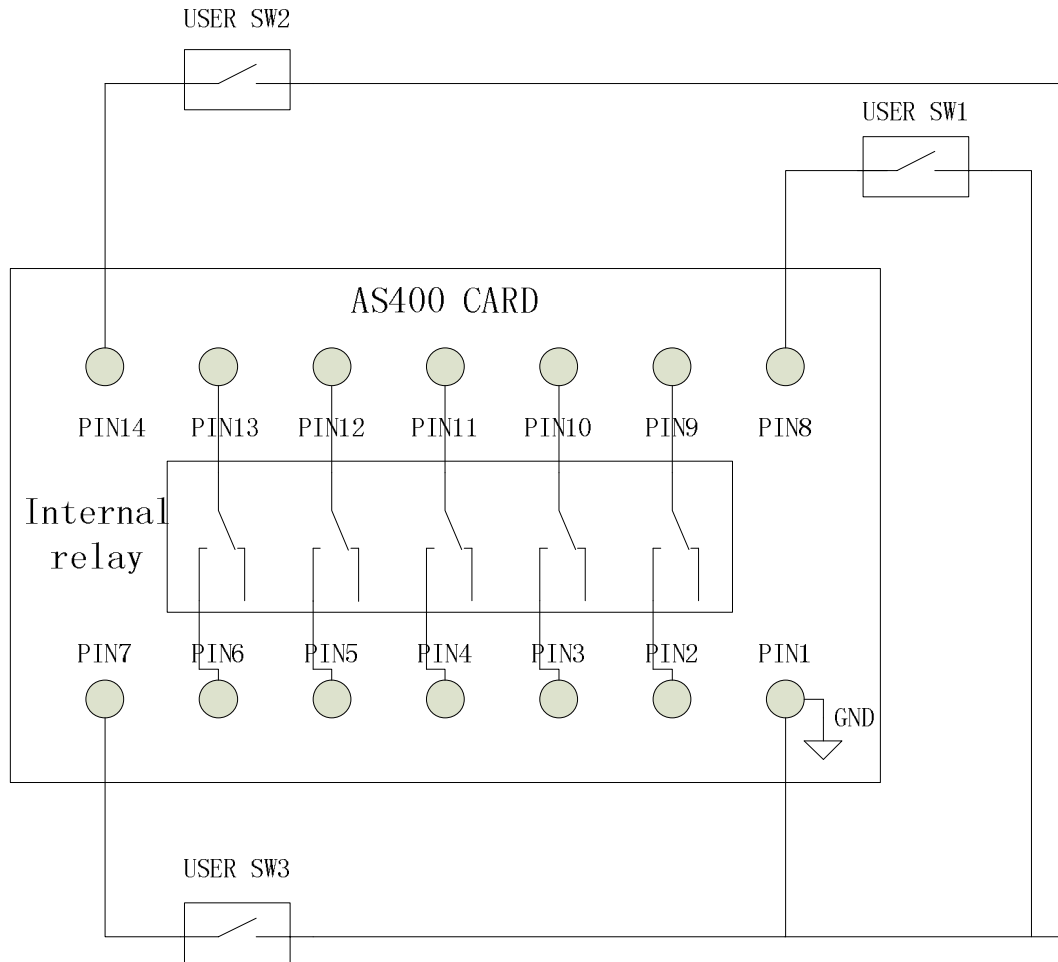 USER SW2
USER SW1
AS400 CARD
PIN14 PIN13 PIN12 PIN11 PIN10 PIN9 PIN8
Internal
relay
PIN7 PIN6 PIN5 PIN4 PIN3 PIN2 PIN1
GND
USER SW3